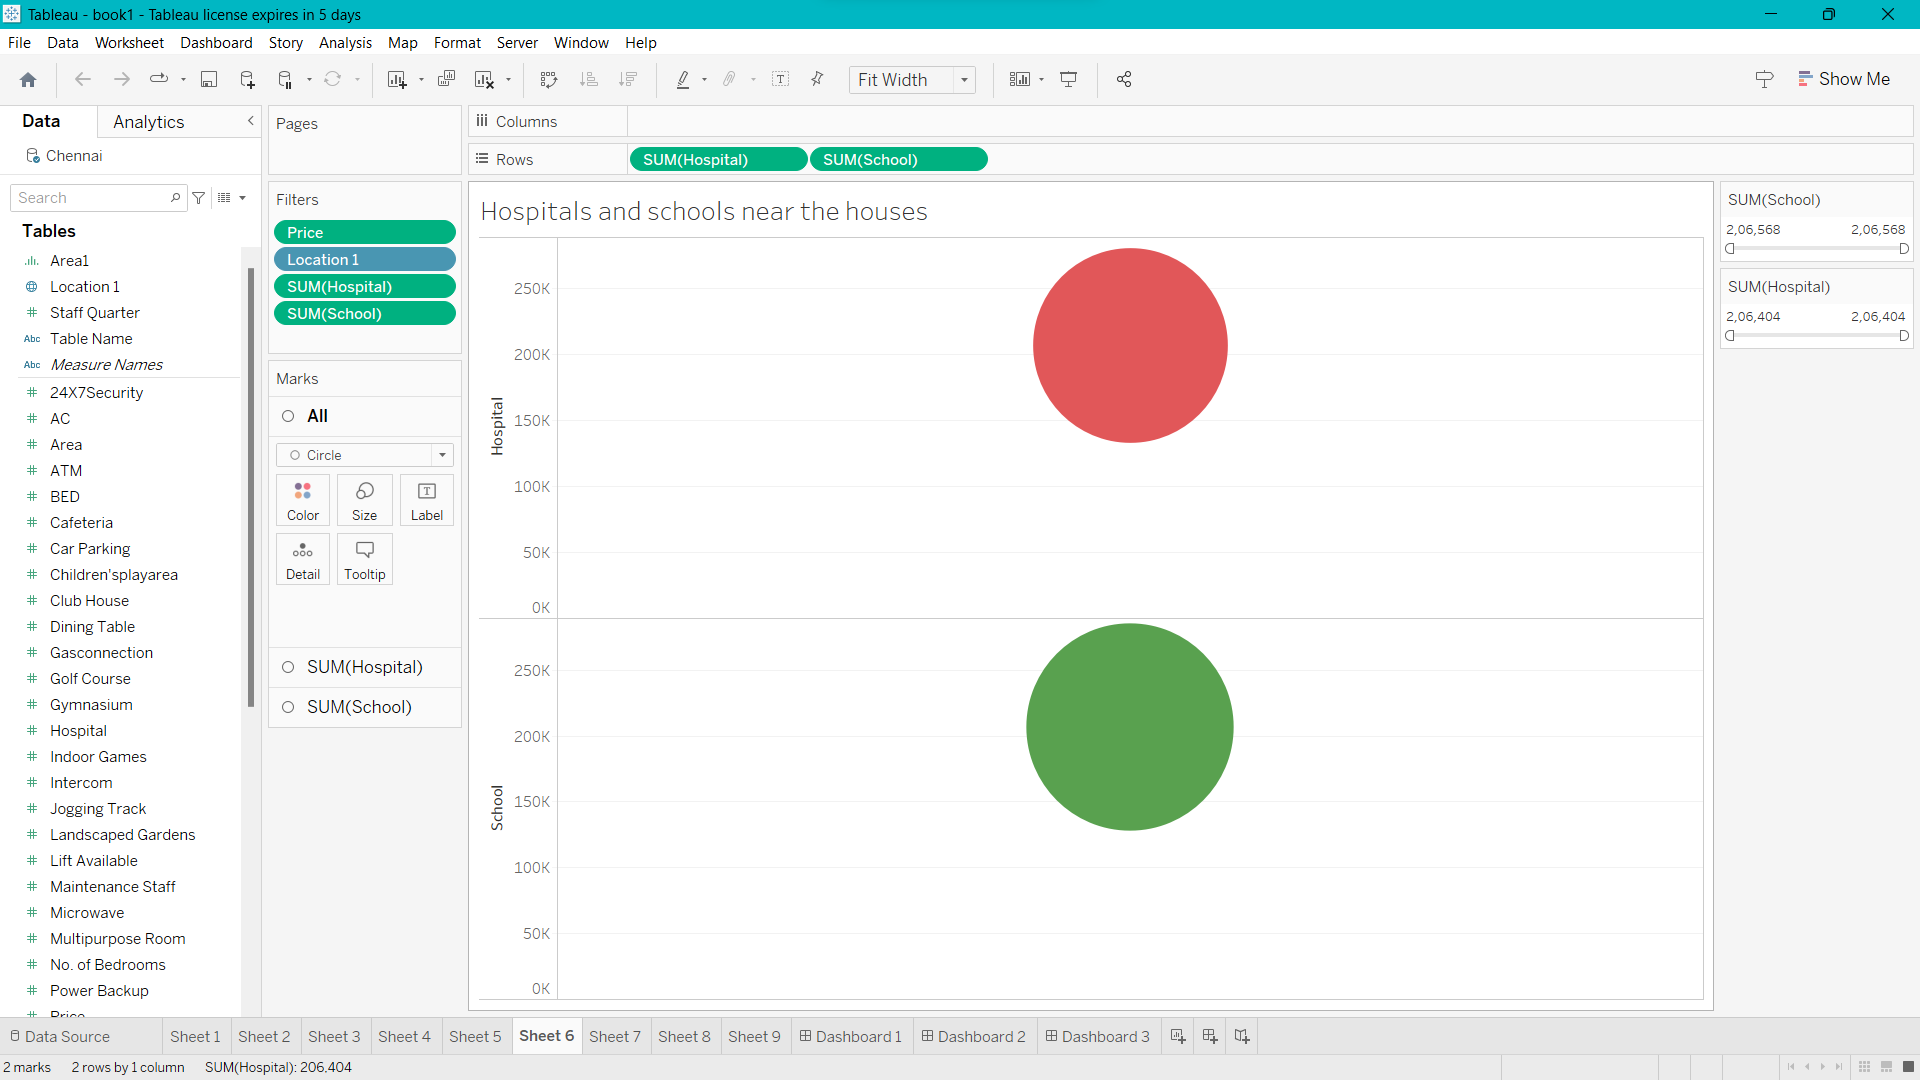 Tableau - book1 - Tableau license expires in 5 days
File Data Worksheet Dashboard Story Analysis Map Format Server Window Help
Fit Width
Show Me
Data
Analytics
Chennai
Search
Tables
Area1
Location 1
Staff Quarter
Abc Table Name
Abc Measure Names
24X7Security
AC
Area
ATM
BED
Cafeteria
Car Parking
Children'splayarea
Club House
Dining Table
Gasconnection
Golf Course
Gymnasium
Hospital
Indoor Games
Intercom
Jogging Track
Landscaped Gardens
Lift Available
Maintenance Staff
Microwave
Multipurpose Room
No. of Bedrooms
Power Backup
Price
Pages
Filters
Price
Location 1
SUM(Hospital)
SUM(School)
Marks
All
Circle
Color Size Label
Detail Tooltip
SUM(Hospital)
SUM(School)
Columns
Rows SUM(Hospital) SUM(School)
Hospitals and schools near the houses
Hospital
250K
200K
150K
100K
50K
0K
School
250K
200K
150K
100K
50K
0K
SUM(School)
2,06,568 2,06,568
SUM(Hospital)
2,06,404 2,06,404
Data Source Sheet 1 Sheet 2 Sheet 3 Sheet 4 Sheet 5 Sheet 6 Sheet 7 Sheet 8 Sheet 9 Dashboard 1 Dashboard 2 Dashboard 3
2 marks 2 rows by 1 column SUM(Hospital): 206,404